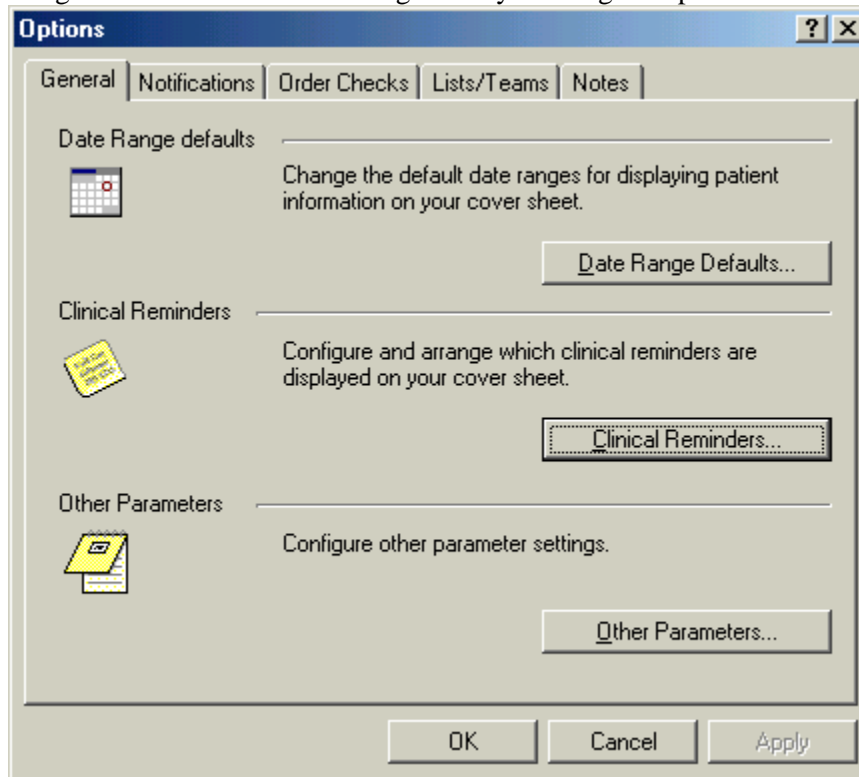 Options
General Notifications Order Checks Lists/Teams Notes
Date Range defaults
Change the default date ranges for displaying patient
information on your cover sheet.
Date Range Defaults...
Clinical Reminders
Configure and arrange which clinical reminders are
displayed on your cover sheet.
Clinical Reminders...
Other Parameters
Configure other parameter settings.
Other Parameters...
OK Cancel Apply